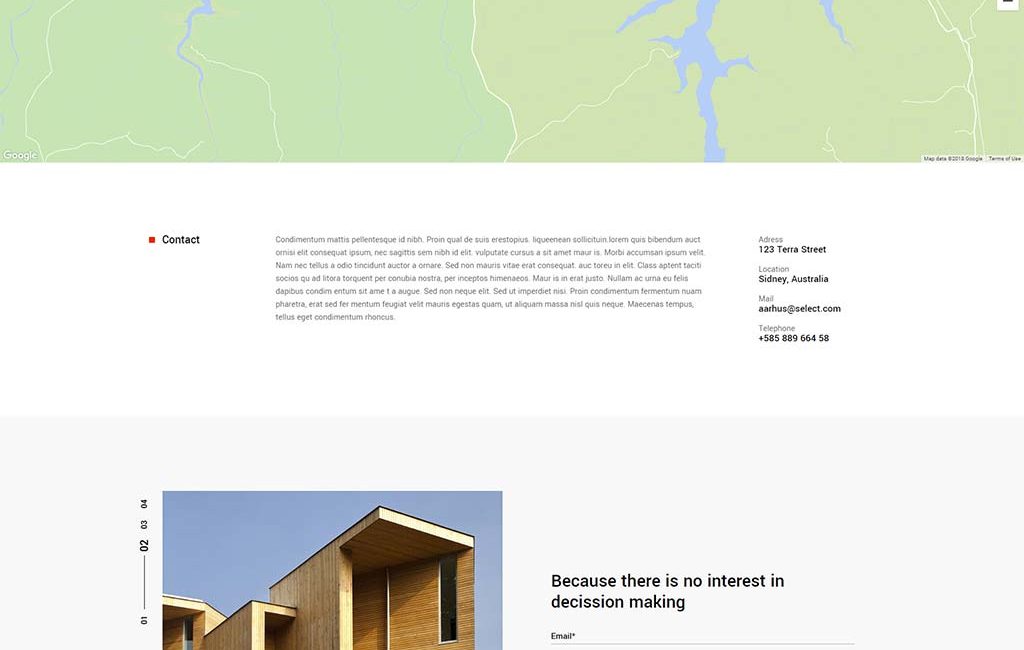 Google
Map data ©2018 Google
Terms of Use
Contact
Condimentum mattis pellentesque id nibh. Proin qual de suis erestopius. liqueenean sollicituin.lorem quis bibendum auct
ornisi elit consequat ipsum, nec sagittis sem nibh id elit. vulputate cursus a sit amet maur is. Morbi accumsan ipsum velit.
Nam nec tellus a odio tincidunt auctor a ornare. Sed non mauris vitae erat consequat. auc toreu in elit. Class aptent taciti
socios qu ad litora torquent per conubia nostra, per inceptos himenaeos. Maur is in erat justo. Nullam ac urna eu felis
dapibus condim entum sit ame t a augue. Sed non neque elit. Sed ut imperdiet nisi. Proin condimentum fermentum nuam
pharetra, erat sed fer mentum feugiat velit mauris egestas quam, ut aliquam massa nisl quis neque. Maecenas tempus,
tellus eget condimentum rhoncus.
Adress
123 Terra Street
Location
Sidney, Australia
Mail
aarhus@select.com
Telephone
+585 889 664 58
04
03
02
01
Because there is no interest in
decission making
Email*